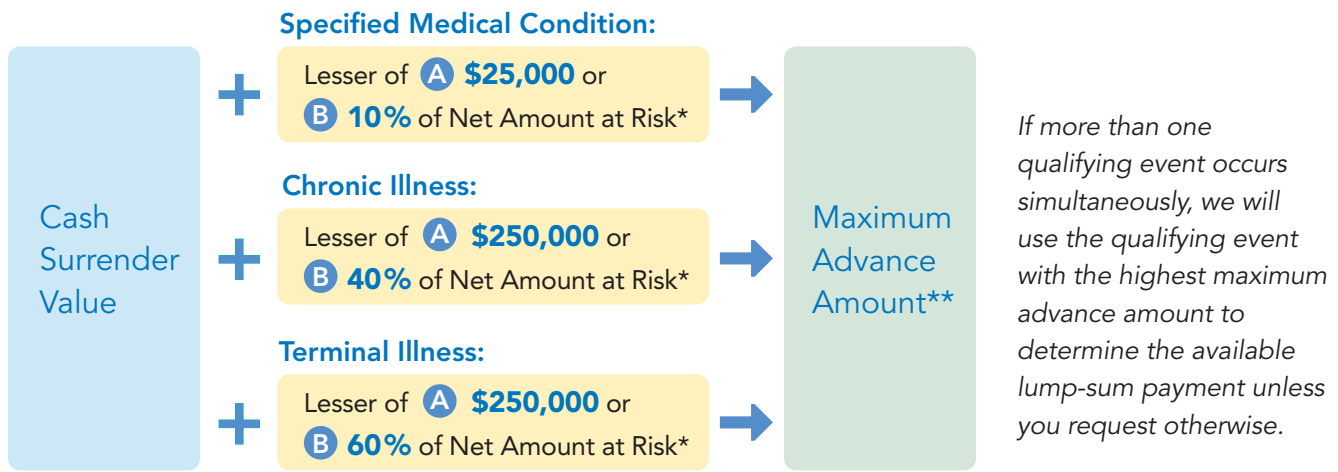 Specified Medical Condition:
Lesser of A $25,000 or
B 10% of Net Amount at Risk*
Chronic Illness:
Lesser of A $250,000 or
B 40% of Net Amount at Risk*
Terminal Illness:
Lesser of A $250,000 or
B 60% of Net Amount at Risk*
Cash
Surrender
Value
Maximum
Advance
Amount**
If more than one
qualifying event occurs
simultaneously, we will
use the qualifying event
with the highest maximum
advance amount to
determine the available
lump-sum payment unless
you request otherwise.